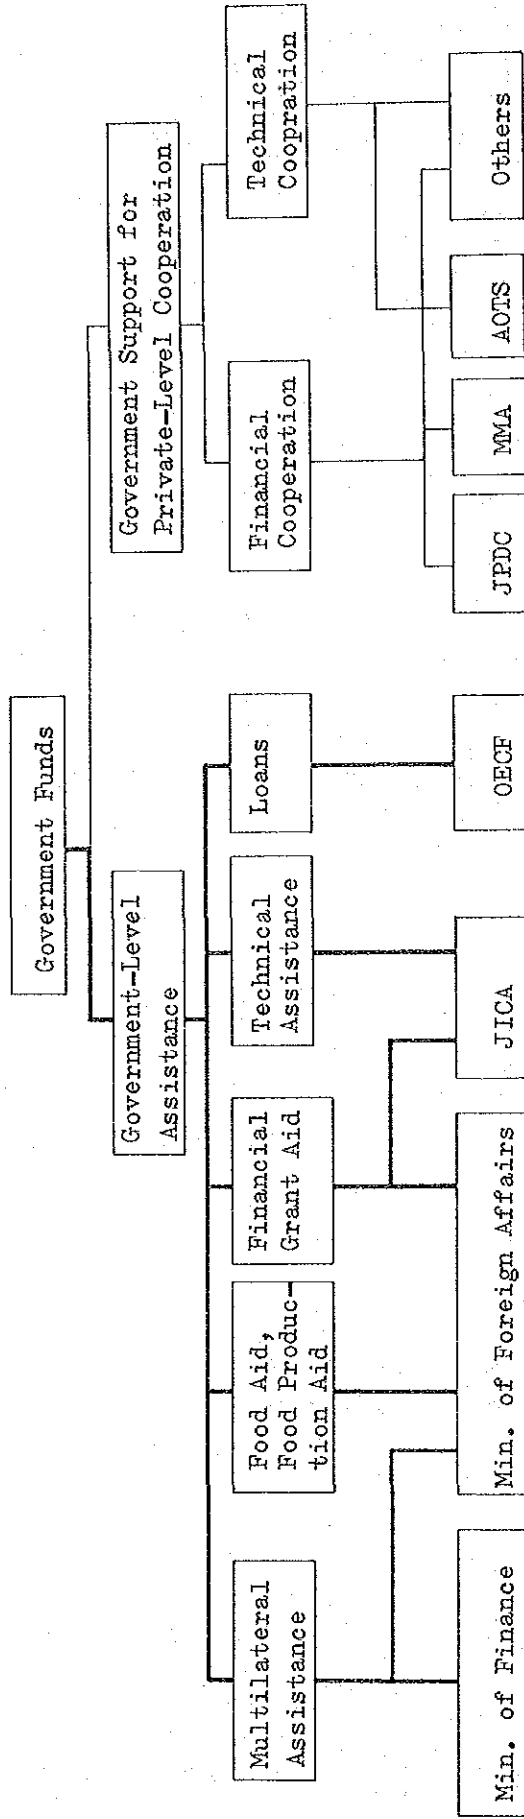 Government Funds
Government-Level
Assistance
Government Support for
Private-Level Cooperation
Multilateral
Assistance
Food Aid,
Food Produc-
tion Aid
Financial
Grant Aid
Technical
Assistance
Loans
Financial
Cooperation
Technical
Coopration
Min. of Finance
Min. of Foreign Affairs
JICA
OECF
JPDC
MMA
AOTS
Others